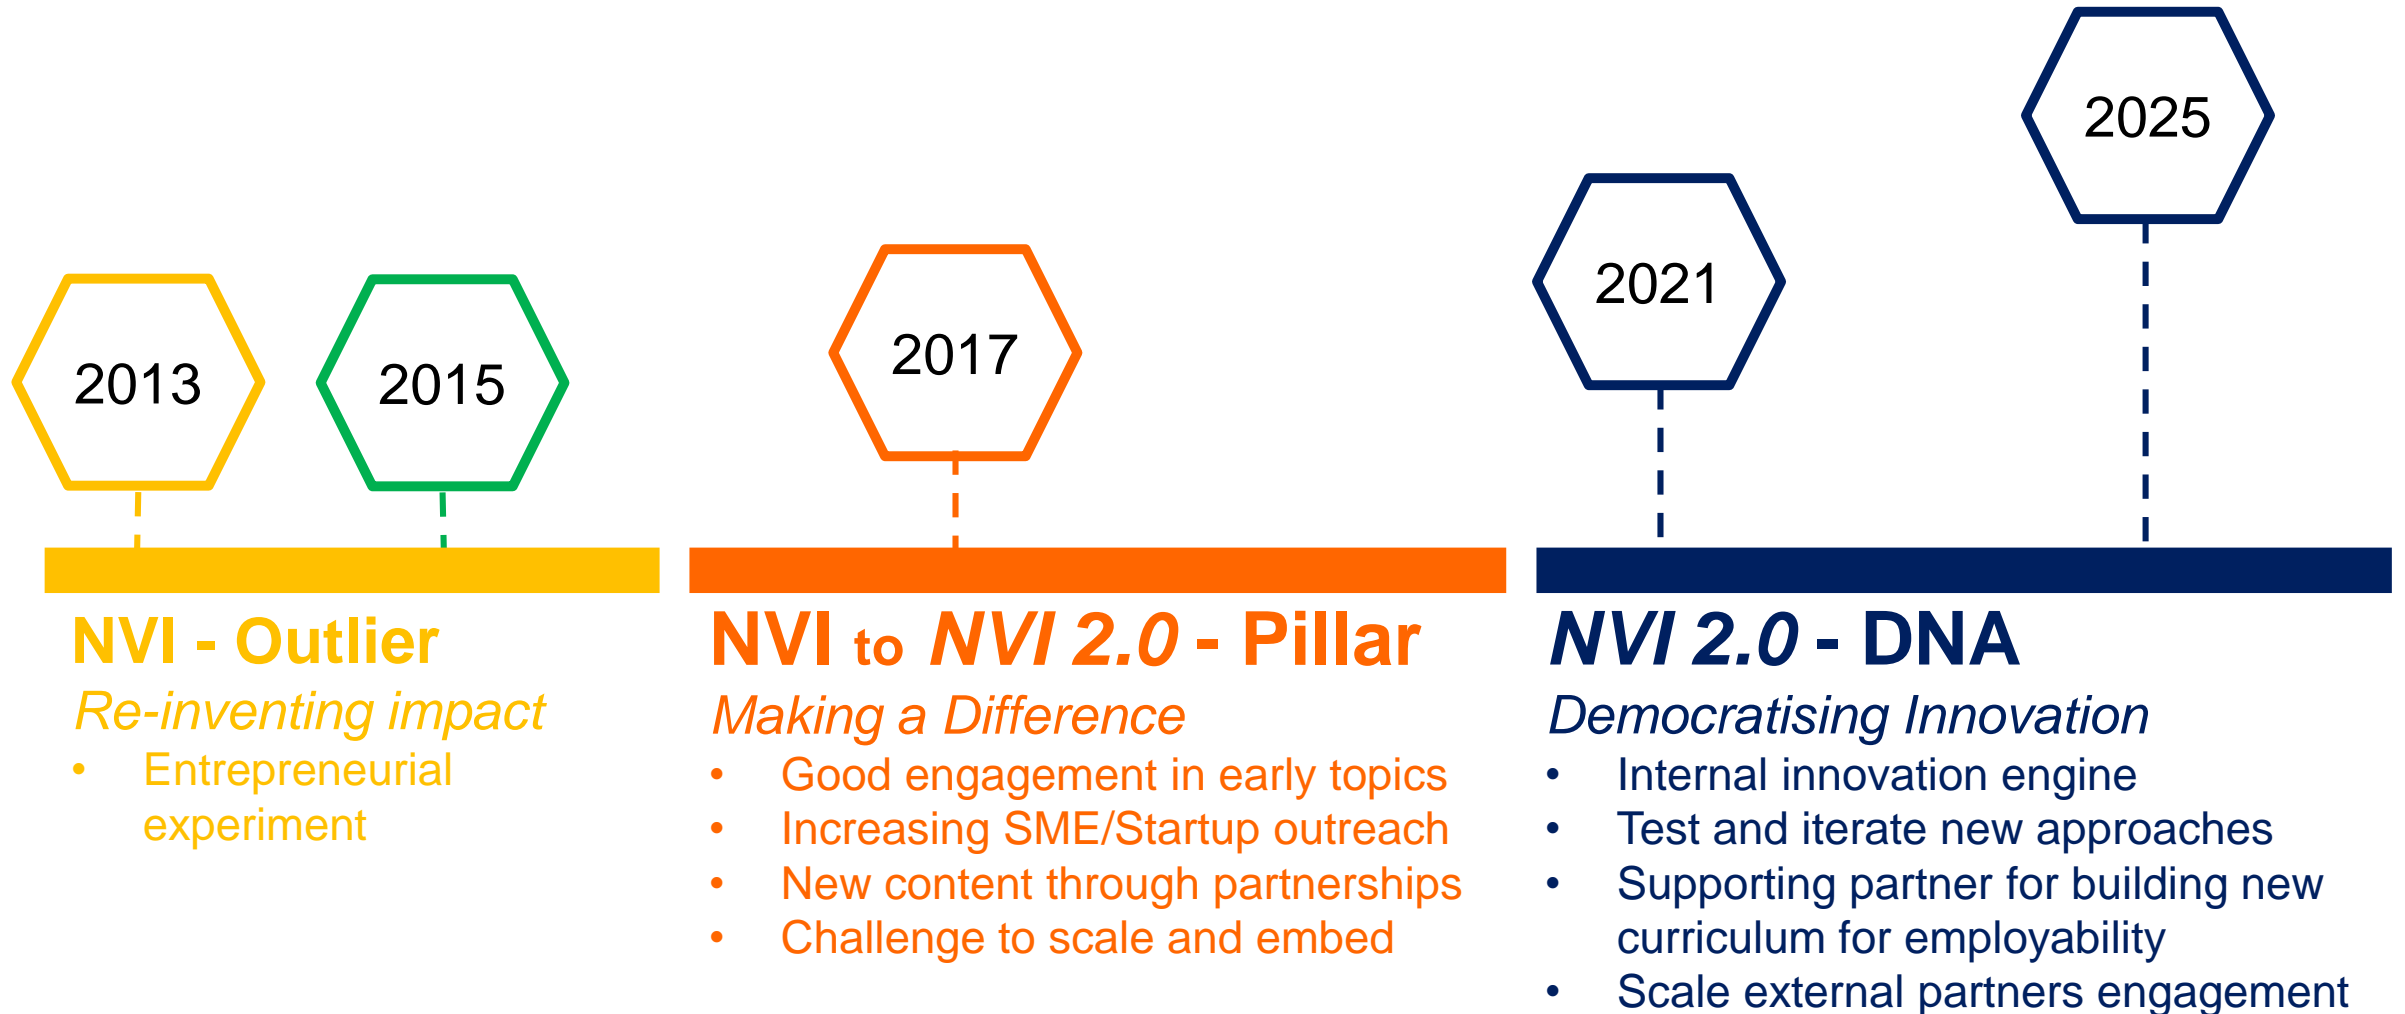 2013
2015
2017
2021
2025
NVI - Outlier
Re-inventing impact
• Entrepreneurial
experiment
NVI to NVI 2.0 - Pillar
Making a Difference
• Good engagement in early topics
• Increasing SME/Startup outreach
• New content through partnerships
• Challenge to scale and embed
NVI 2.0 - DNA
Democratising Innovation
• Internal innovation engine
• Test and iterate new approaches
• Supporting partner for building new
curriculum for employability
• Scale external partners engagement